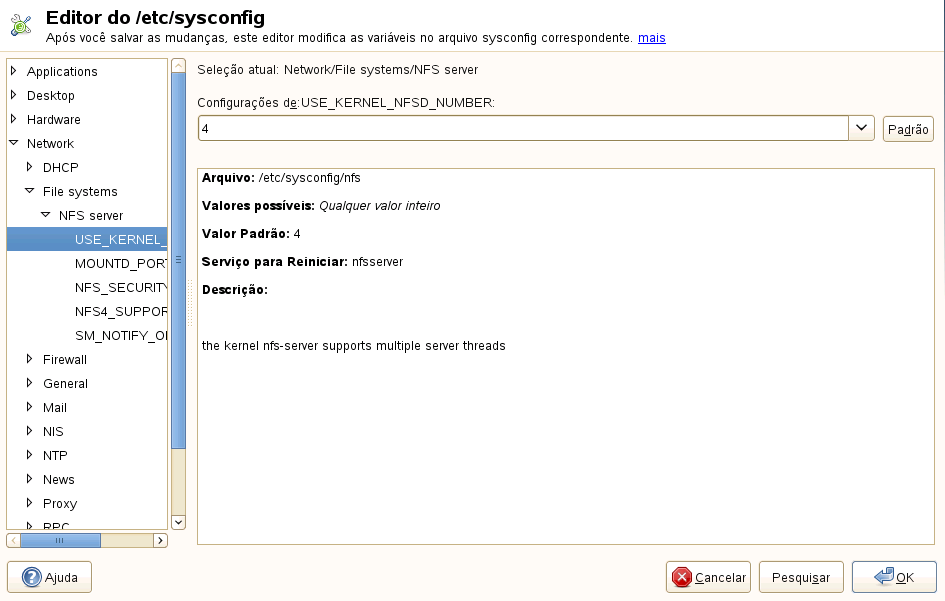 Editor do /etc/sysconfig
Após você salvar as mudanças, este editor modifica as variáveis no arquivo sysconfig correspondente. mais
Applications
Desktop
Hardware
Network
DHCP
File systems
NFS server
USE_KERNEL_
MOUNTD_PORT
NFS_SECURITY
NFS4_SUPPOR
SM_NOTIFY_OP
Firewall
General
Mail
NIS
NTP
News
Proxy
RPC
Seleção atual: Network/File systems/NFS server
Configurações de:USE_KERNEL_NFSD_NUMBER:
4
Padrão
Arquivo: /etc/sysconfig/nfs
Valores possíveis: Qualquer valor inteiro
Valor Padrão: 4
Serviço para Reiniciar: nfsserver
Descrição:
the kernel nfs-server supports multiple server threads
Ajuda
Cancelar
Pesquisar
OK